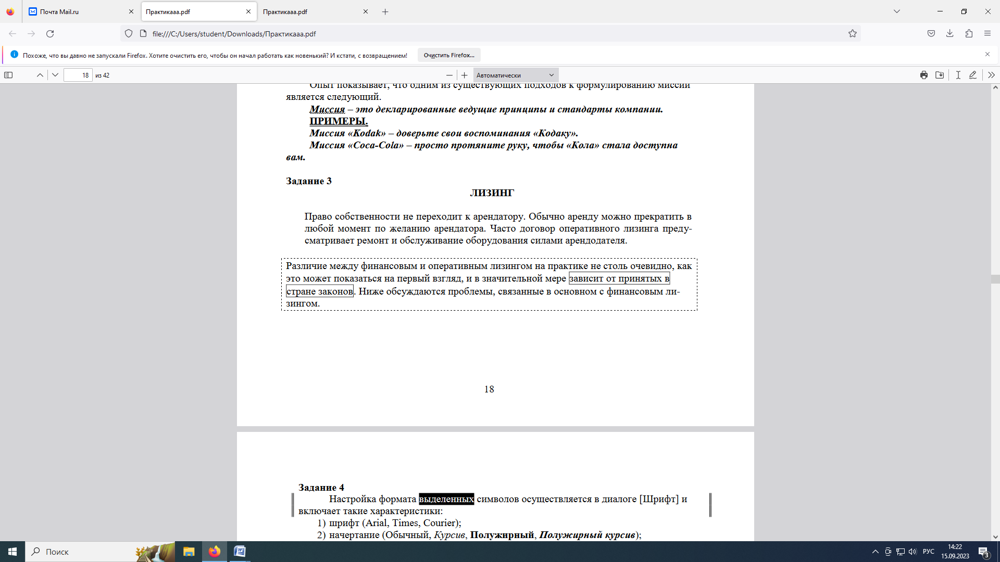 Почта Mail.ru
Практикааа.pdf
Практикааа.pdf
file:///C:/Users/student/Downloads/Практикааа.pdf
Похоже, что вы давно не запускали Firefox. Хотите очистить его, чтобы он начал работать как новенький? И кстати, с возвращением!
Очистить Firefox...
18 из 42
Автоматически
Опыт показывает, что одним из существующих подходов к формулированию миссии
является следующий.
Миссия – это декларированные ведущие принципы и стандарты компании.
ПРИМЕРЫ.
Миссия «Kodak» – доверьте свои воспоминания «Кодаку».
Миссия «Coca-Cola» – просто протяните руку, чтобы «Кола» стала доступна
вам.
Задание 3
ЛИЗИНГ
Право собственности не переходит к арендатору. Обычно аренду можно прекратить в
любой момент по желанию арендатора. Часто договор оперативного лизинга преду-
сматривает ремонт и обслуживание оборудования силами арендодателя.
Различие между финансовым и оперативным лизингом на практике не столь очевидно, как
это может показаться на первый взгляд, и в значительной мере зависит от принятых в
стране законов. Ниже обсуждаются проблемы, связанные в основном с финансовым ли-
зингом.
18
Задание 4
Настройка формата выделенных символов осуществляется в диалоге [Шрифт] и
включает такие характеристики:
1) шрифт (Arial, Times, Courier);
2) начертание (Обычный, Курсив, Полужирный, Полужирный курсив);
Поиск
РУС
14:22
15.09.2023
3